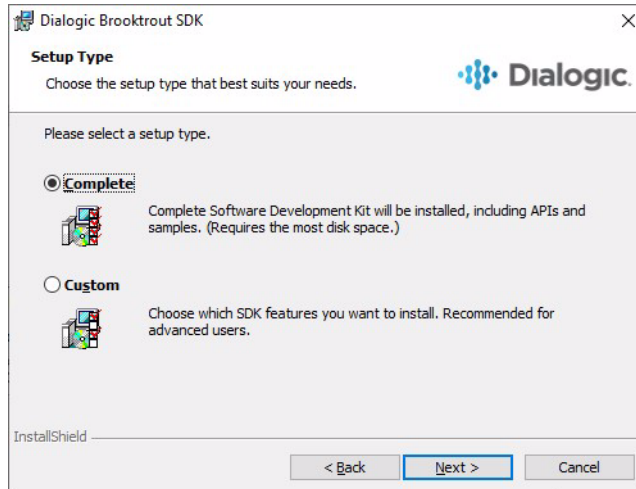 Dialogic Brooktrout SDK
Setup Type
Choose the setup type that best suits your needs.
Dialogic.
Please select a setup type.
Complete
Complete Software Development Kit will be installed, including APIs and
samples. (Requires the most disk space.)
Custom
Choose which SDK features you want to install. Recommended for
advanced users.
InstallShield
< Back
Next >
Cancel